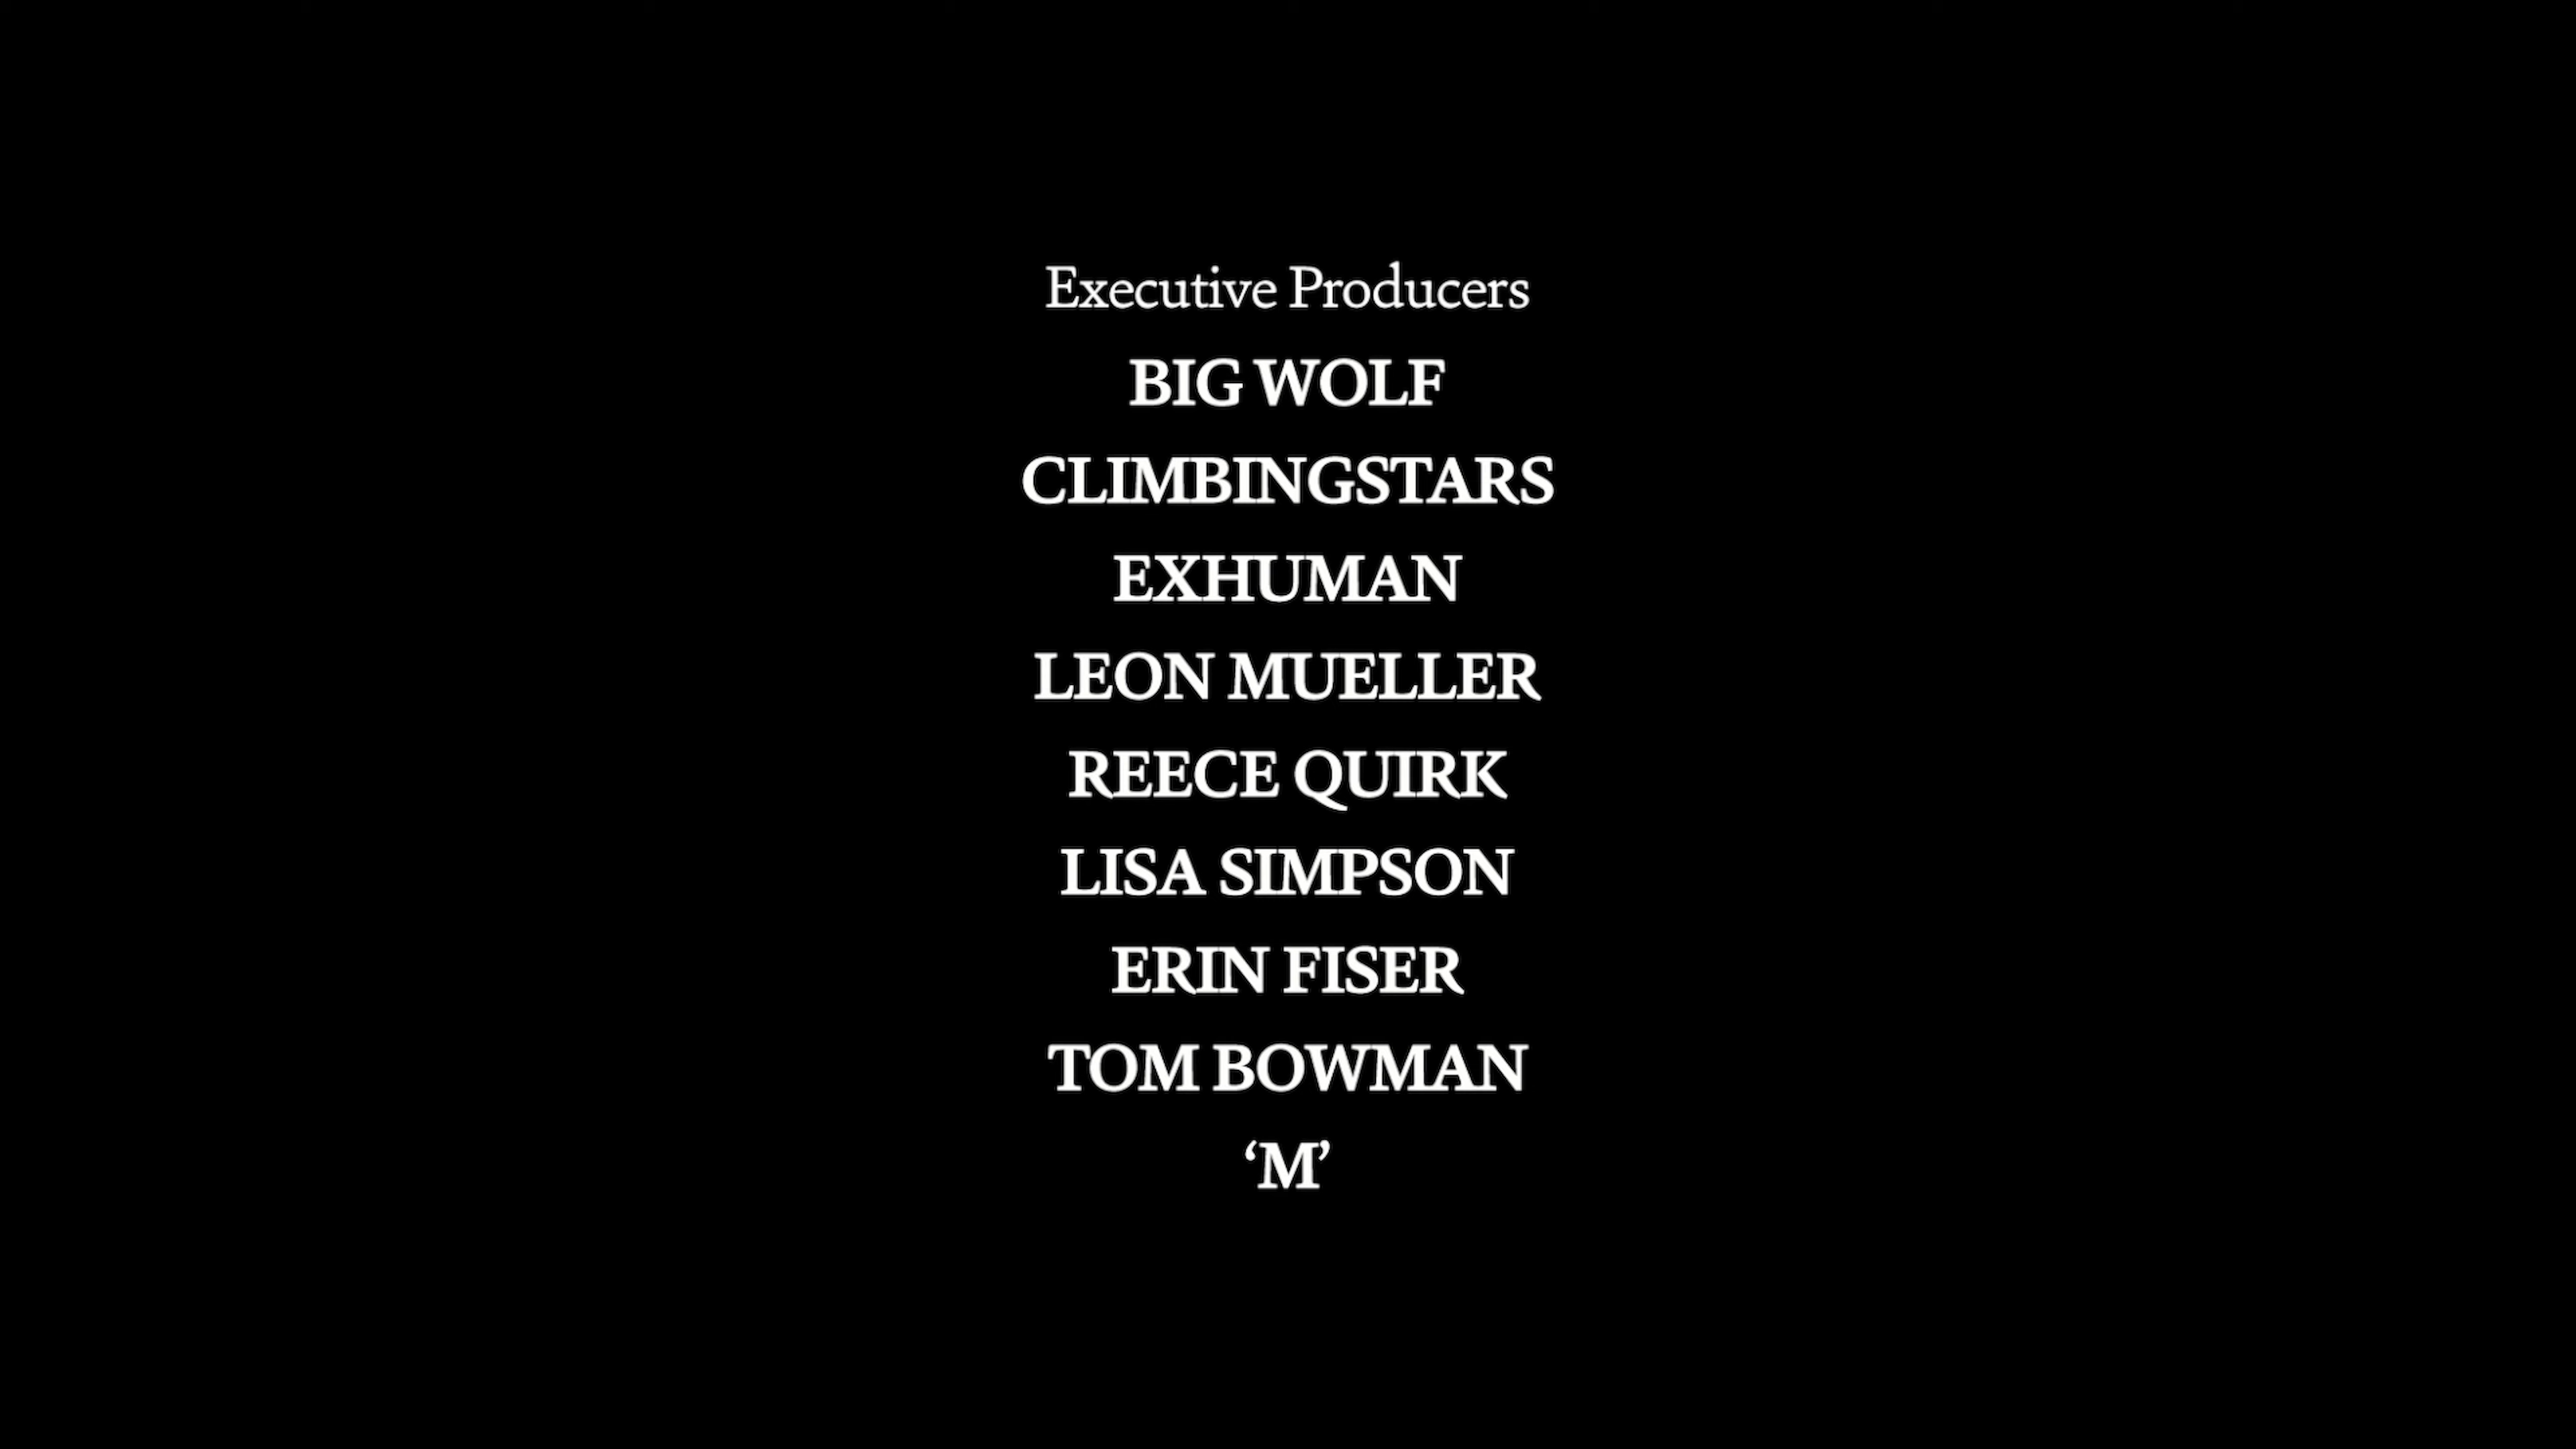 Executive Producers
BIG WOLF
CLIMBINGSTARS
EXHUMAN
LEON MUELLER
REECE QUIRK
LISA SIMPSON
ERIN FISER
TOM BOWMAN
‘M’